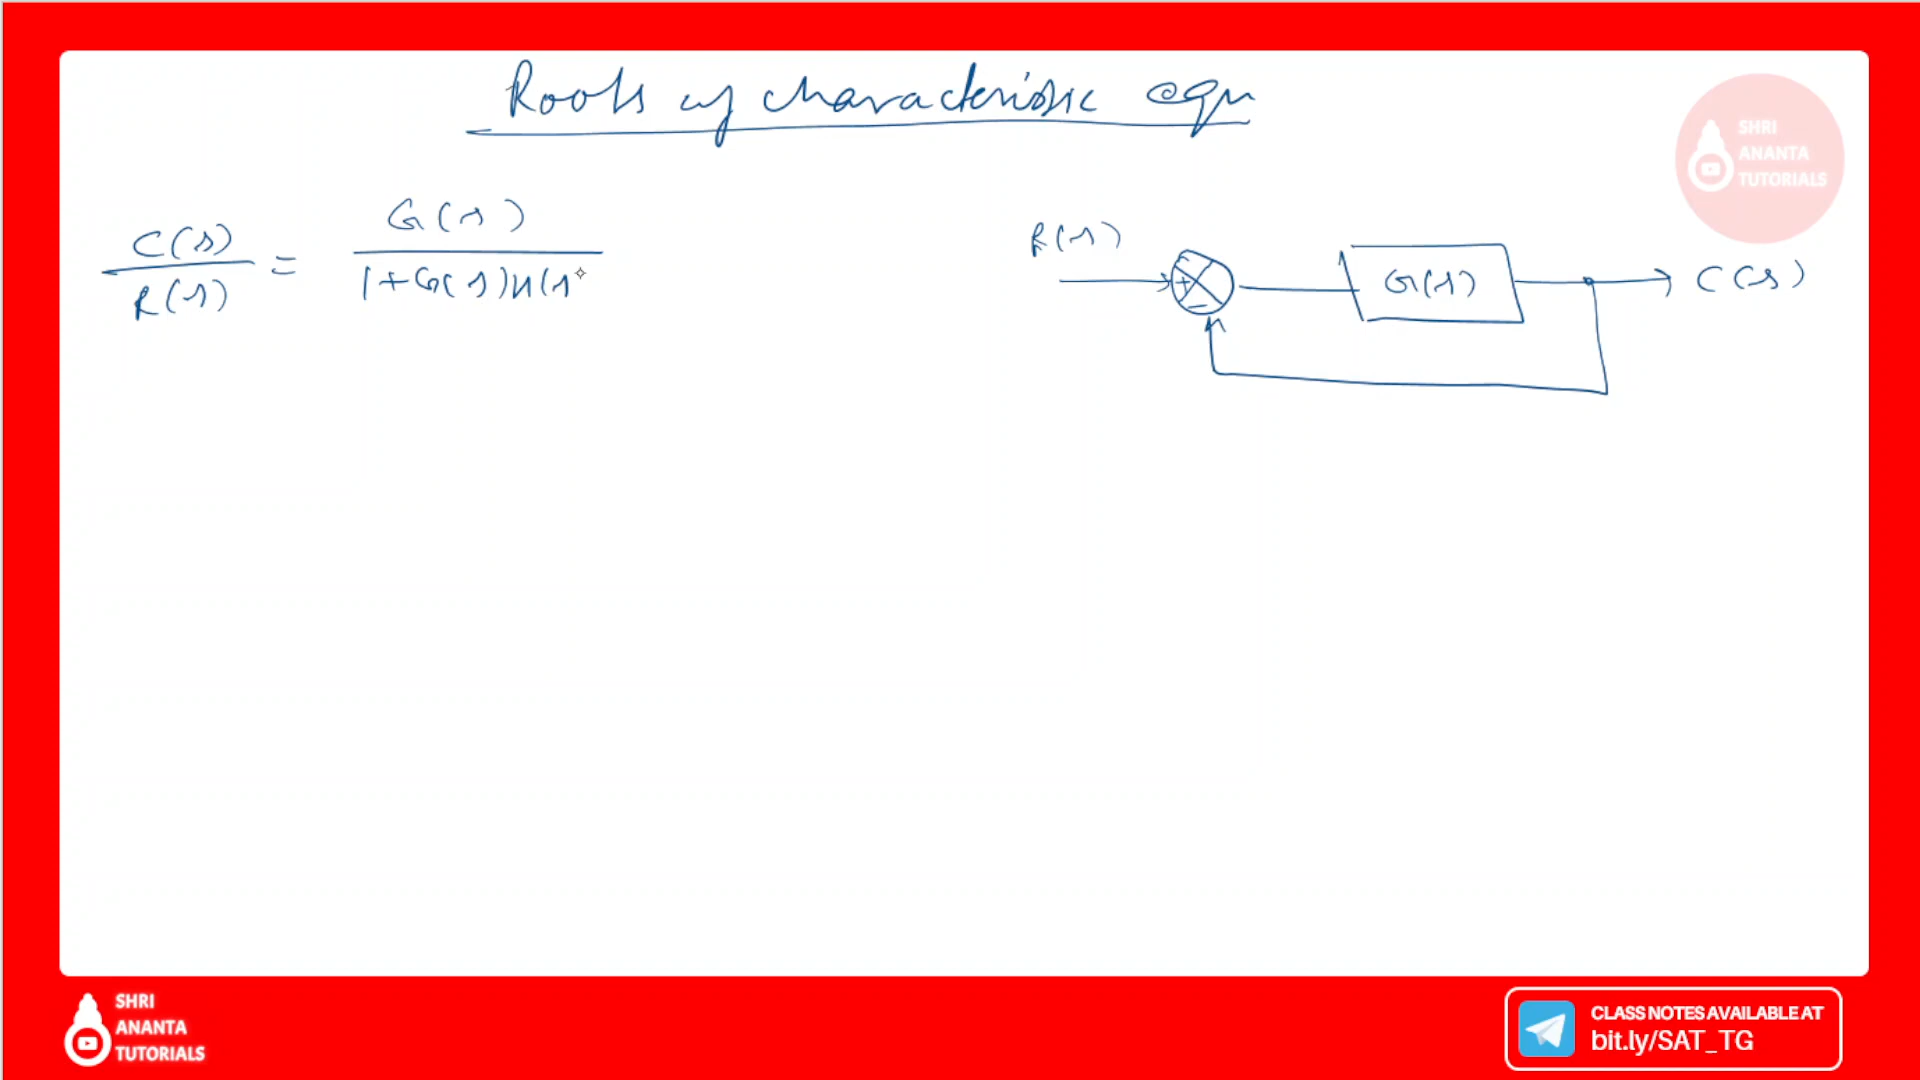 Roots of characteristic eqn
SHRI
ANANTA
TUTORIALS
C(s)
R(s)
=
G(s)
1+G(s)H(s
R(s)
+
−
G(s)
C(s)
SHRI
ANANTA
TUTORIALS
CLASS NOTES AVAILABLE AT
bit.ly/SAT_TG